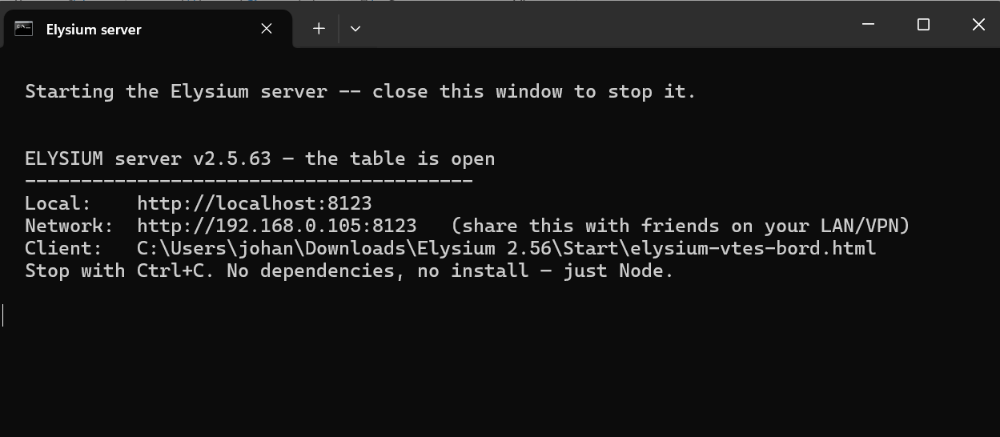 Elysium server
Starting the Elysium server -- close this window to stop it.
ELYSIUM server v2.5.63 — the table is open
----------------------------------------
Local:    http://localhost:8123
Network:  http://192.168.0.105:8123   (share this with friends on your LAN/VPN)
Client:   C:\Users\johan\Downloads\Elysium 2.56\Start\elysium-vtes-bord.html
Stop with Ctrl+C. No dependencies, no install — just Node.